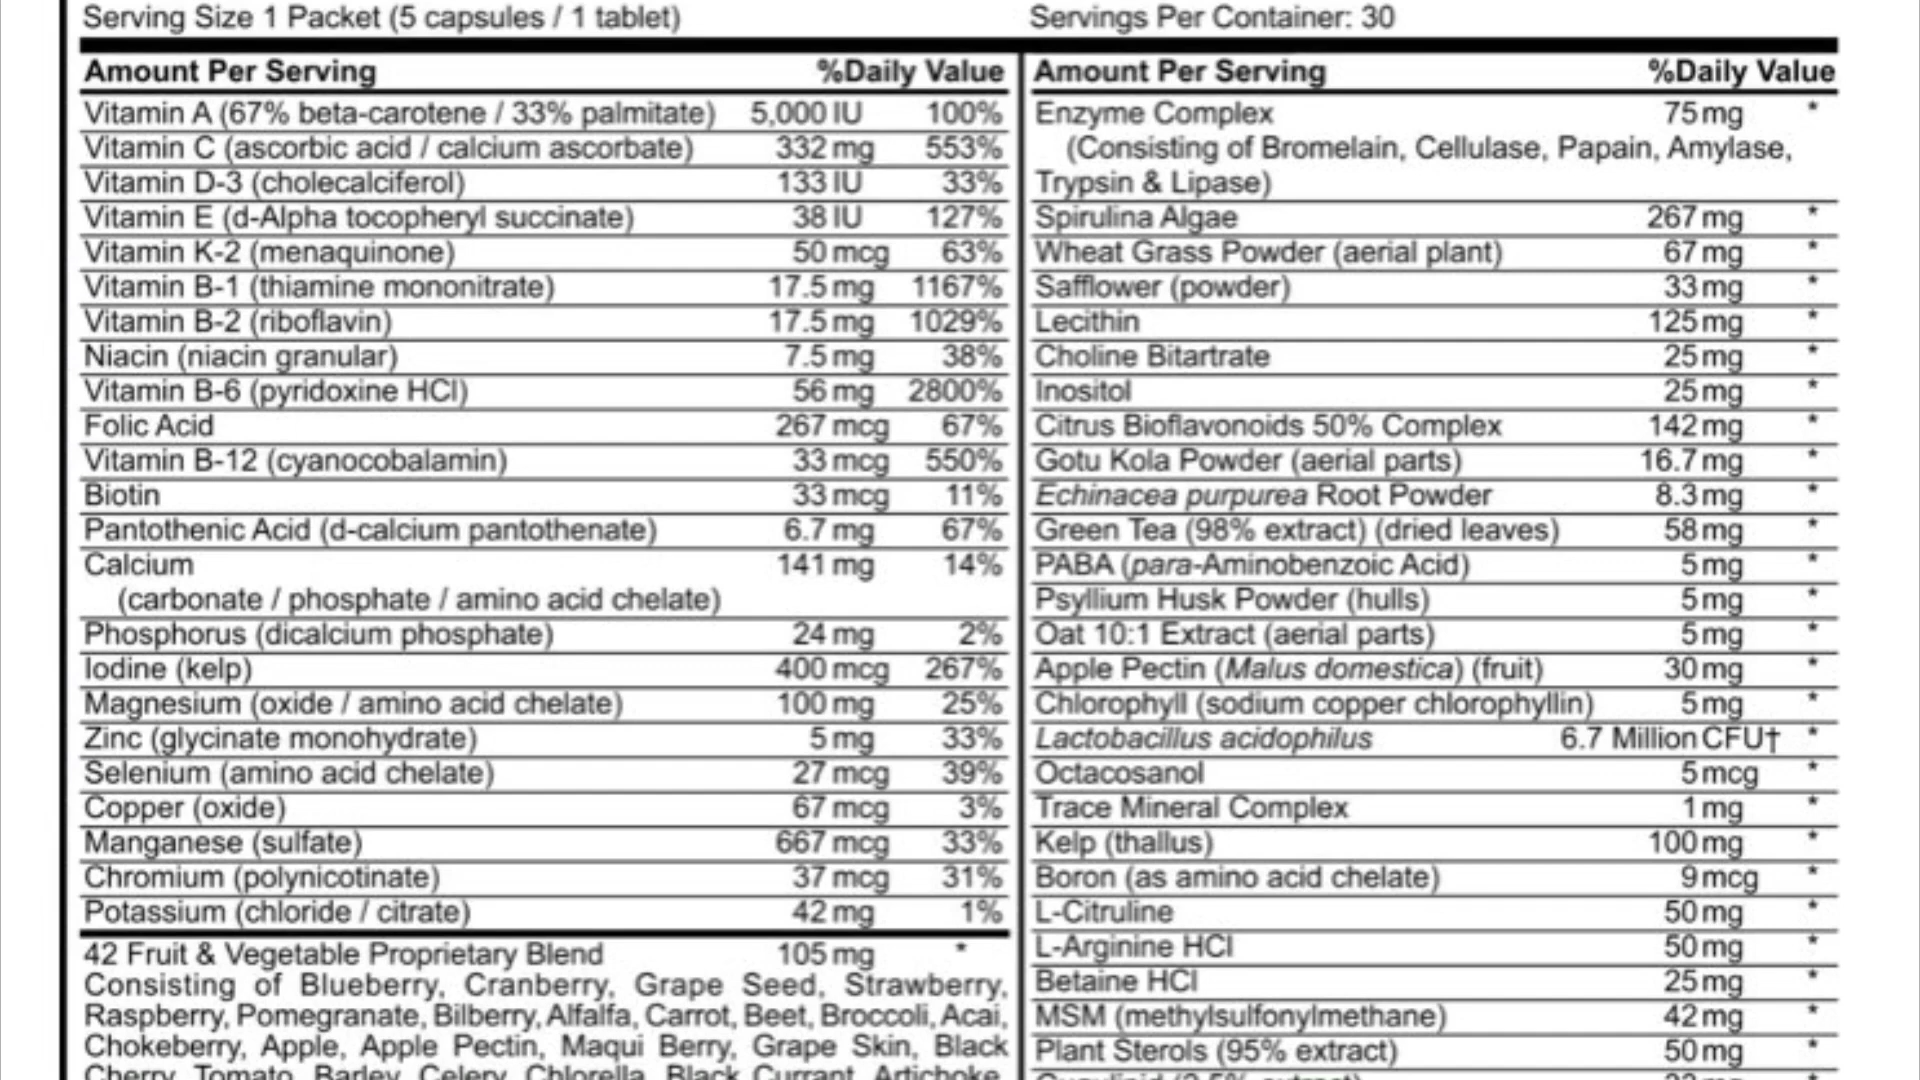 Serving Size 1 Packet (5 capsules / 1 tablet)
Servings Per Container: 30
Amount Per Serving %Daily Value
Vitamin A (67% beta-carotene / 33% palmitate) 5,000 IU 100%
Vitamin C (ascorbic acid / calcium ascorbate) 332 mg 553%
Vitamin D-3 (cholecalciferol) 133 IU 33%
Vitamin E (d-Alpha tocopheryl succinate) 38 IU 127%
Vitamin K-2 (menaquinone) 50 mcg 63%
Vitamin B-1 (thiamine mononitrate) 17.5 mg 1167%
Vitamin B-2 (riboflavin) 17.5 mg 1029%
Niacin (niacin granular) 7.5 mg 38%
Vitamin B-6 (pyridoxine HCl) 56 mg 2800%
Folic Acid 267 mcg 67%
Vitamin B-12 (cyanocobalamin) 33 mcg 550%
Biotin 33 mcg 11%
Pantothenic Acid (d-calcium pantothenate) 6.7 mg 67%
Calcium 141 mg 14%
(carbonate / phosphate / amino acid chelate)
Phosphorus (dicalcium phosphate) 24 mg 2%
Iodine (kelp) 400 mcg 267%
Magnesium (oxide / amino acid chelate) 100 mg 25%
Zinc (glycinate monohydrate) 5 mg 33%
Selenium (amino acid chelate) 27 mcg 39%
Copper (oxide) 67 mcg 3%
Manganese (sulfate) 667 mcg 33%
Chromium (polynicotinate) 37 mcg 31%
Potassium (chloride / citrate) 42 mg 1%
42 Fruit & Vegetable Proprietary Blend 105 mg *
Consisting of Blueberry, Cranberry, Grape Seed, Strawberry,
Raspberry, Pomegranate, Bilberry, Alfalfa, Carrot, Beet, Broccoli, Acai,
Chokeberry, Apple, Apple Pectin, Maqui Berry, Grape Skin, Black
Cherry, Tomato, Barley, Celery, Chlorella, Black Currant, Artichoke,
Amount Per Serving %Daily Value
Enzyme Complex 75 mg *
(Consisting of Bromelain, Cellulase, Papain, Amylase,
Trypsin & Lipase)
Spirulina Algae 267 mg *
Wheat Grass Powder (aerial plant) 67 mg *
Safflower (powder) 33 mg *
Lecithin 125 mg *
Choline Bitartrate 25 mg *
Inositol 25 mg *
Citrus Bioflavonoids 50% Complex 142 mg *
Gotu Kola Powder (aerial parts) 16.7 mg *
Echinacea purpurea Root Powder 8.3 mg *
Green Tea (98% extract) (dried leaves) 58 mg *
PABA (para-Aminobenzoic Acid) 5 mg *
Psyllium Husk Powder (hulls) 5 mg *
Oat 10:1 Extract (aerial parts) 5 mg *
Apple Pectin (Malus domestica) (fruit) 30 mg *
Chlorophyll (sodium copper chlorophyllin) 5 mg *
Lactobacillus acidophilus 6.7 Million CFU† *
Octacosanol 5 mcg *
Trace Mineral Complex 1 mg *
Kelp (thallus) 100 mg *
Boron (as amino acid chelate) 9 mcg *
L-Citruline 50 mg *
L-Arginine HCl 50 mg *
Betaine HCl 25 mg *
MSM (methylsulfonylmethane) 42 mg *
Plant Sterols (95% extract) 50 mg *